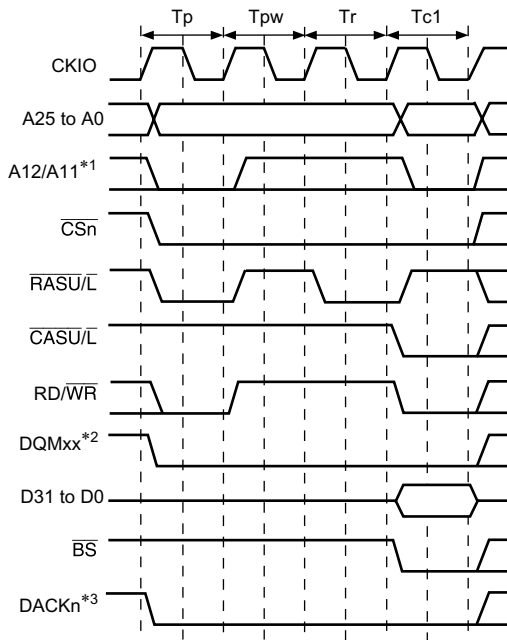 Tp Tpw Tr Tc1
CKIO
A25 to A0
A12/A11*1
CSn
RASU/L
CASU/L
RD/WR
DQMxx*2
D31 to D0
BS
DACKn*3